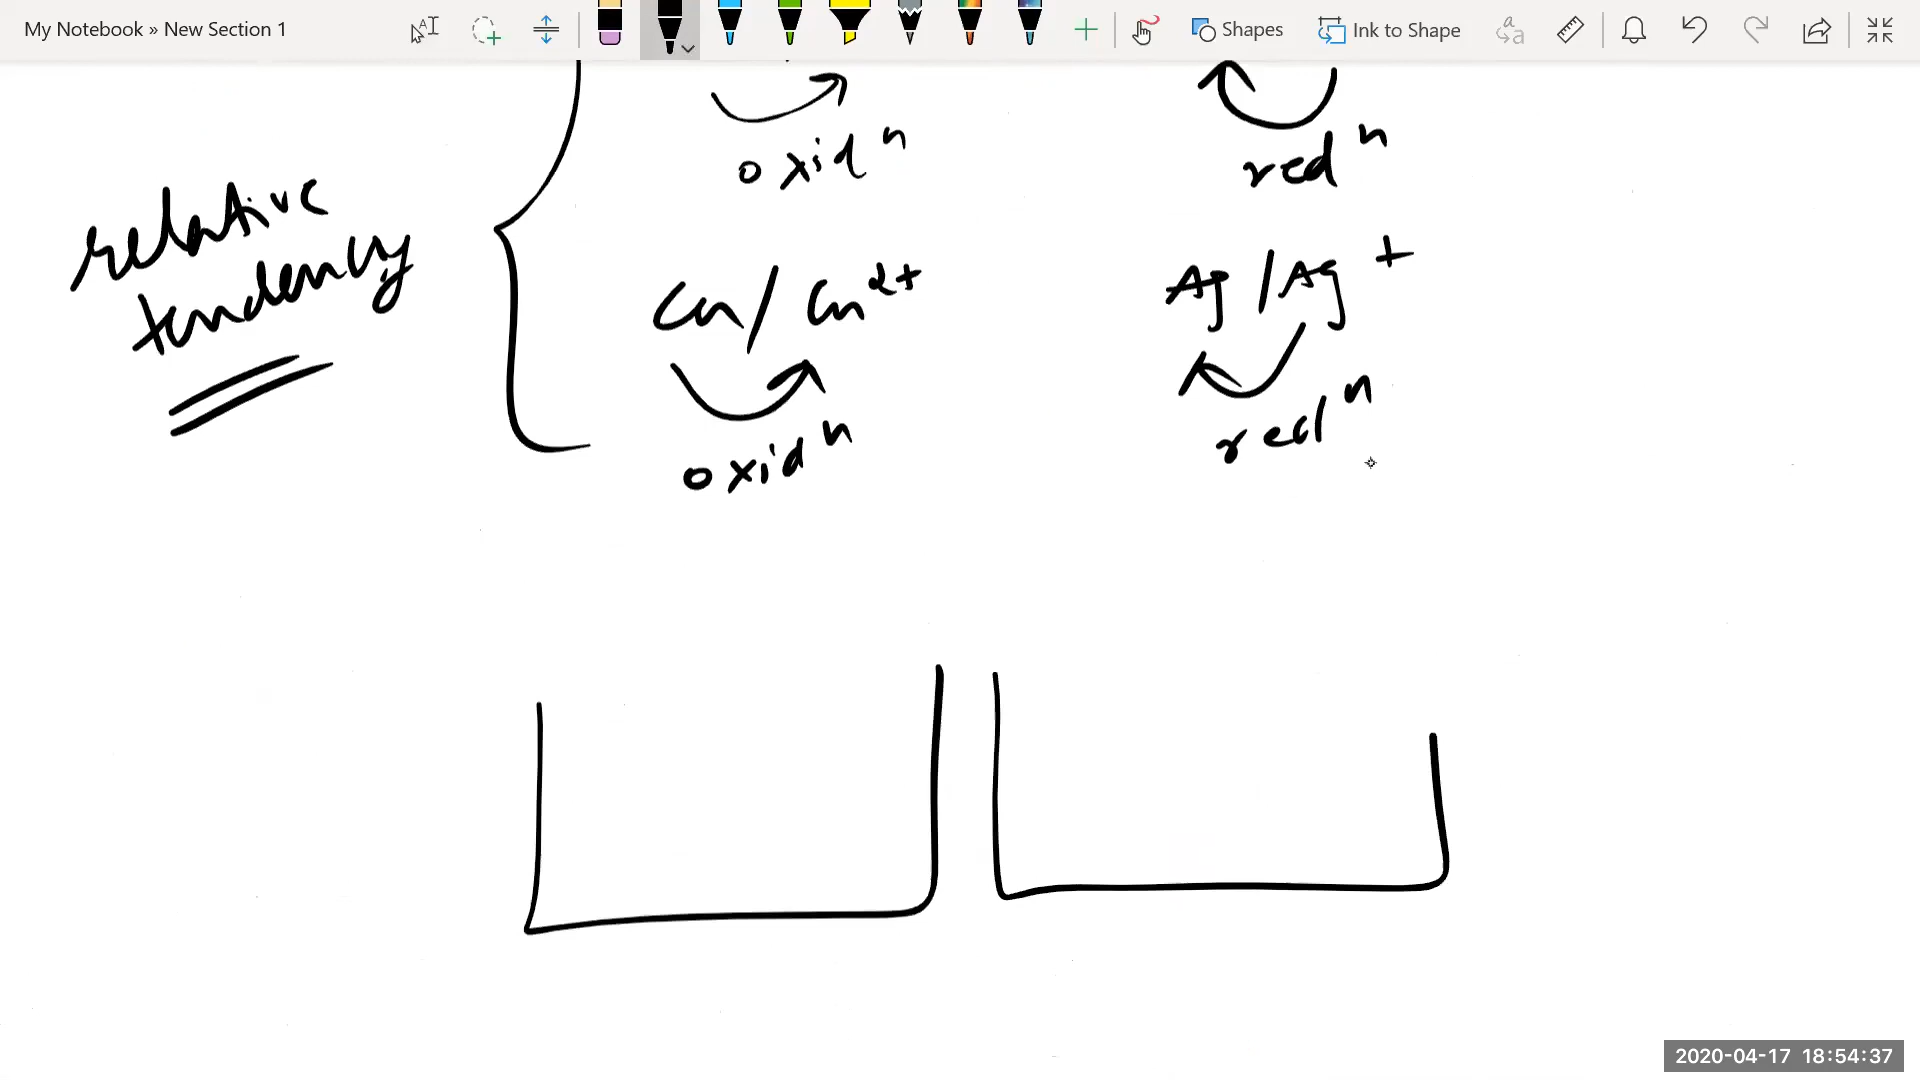 My Notebook » New Section 1
Shapes
Ink to Shape
oxidⁿ
redⁿ
relative
tendency
Cu/Cu²⁺
Ag/Ag⁺
oxidⁿ
redⁿ
2020-04-17 18:54:37